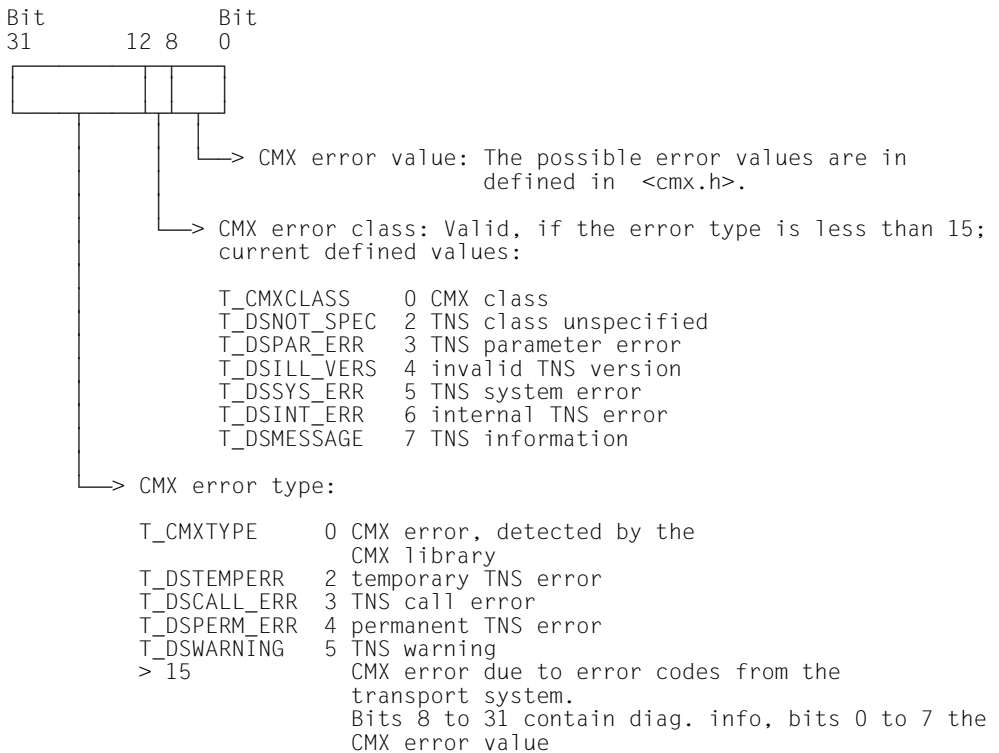 Bit Bit
31 12 8 0
> CMX error value: The possible error values are in
defined in <cmx.h>.
> CMX error class: Valid, if the error type is less than 15;
current defined values:
T_CMXCLASS 0 CMX class
T_DSNOT_SPEC 2 TNS class unspecified
T_DSPAR_ERR 3 TNS parameter error
T_DSILL_VERS 4 invalid TNS version
T_DSSYS_ERR 5 TNS system error
T_DSINT_ERR 6 internal TNS error
T_DSMESSAGE 7 TNS information
> CMX error type:
T_CMXTYPE 0 CMX error, detected by the
CMX library
T_DSTEMPERR 2 temporary TNS error
T_DSCALL_ERR 3 TNS call error
T_DSPERM_ERR 4 permanent TNS error
T_DSWARNING 5 TNS warning
> 15 CMX error due to error codes from the
transport system.
Bits 8 to 31 contain diag. info, bits 0 to 7 the
CMX error value